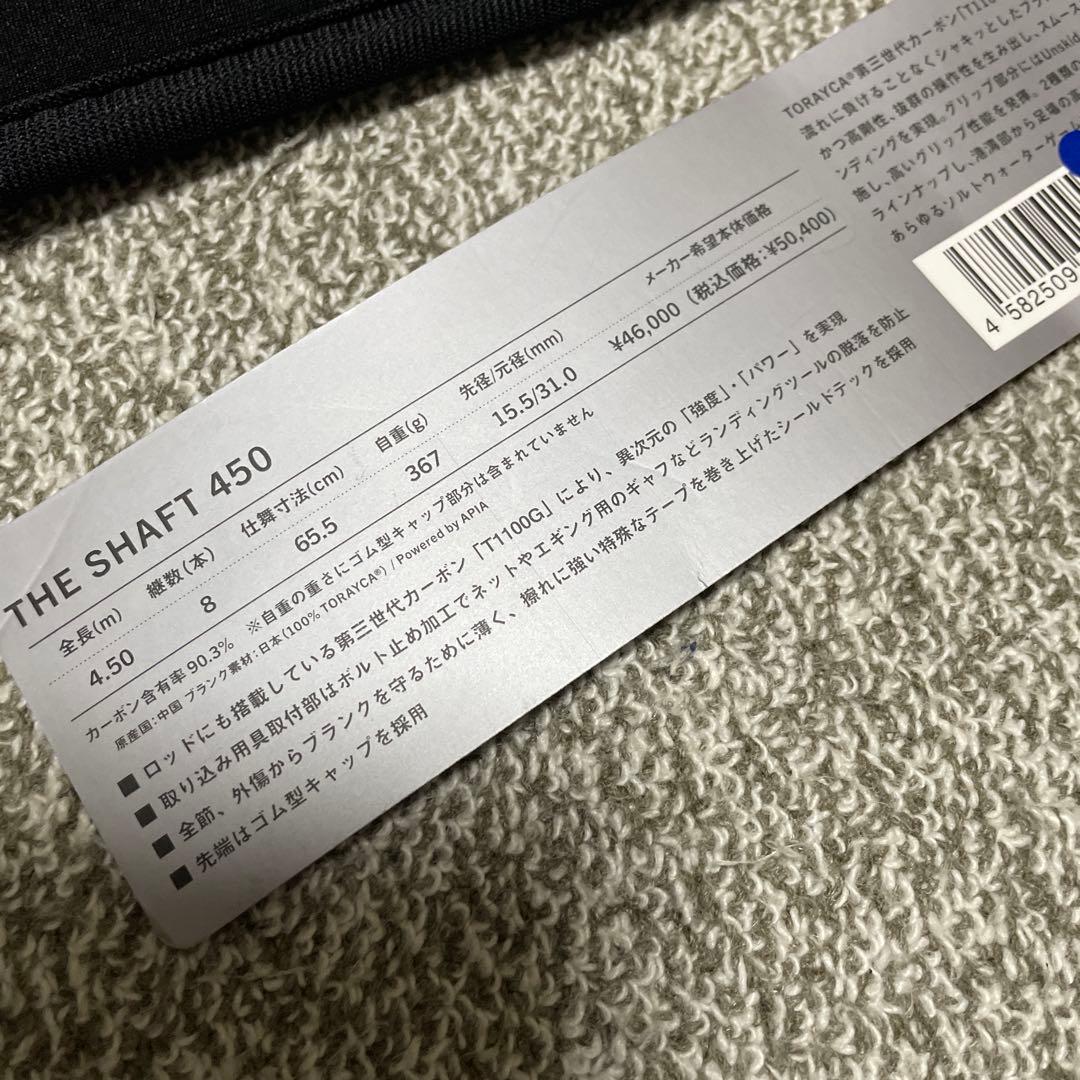 THE SHAFT 450
全長(m) 継数(本) 仕舞寸法(cm) 自重(g) 先径/元径(mm) メーカー希望本体価格
4.50 8 65.5 367 15.5/31.0 ¥46,000 (税込価格:¥50,400)
カーボン含有率 90.3% ※自重の重さにゴム型キャップ部分は含まれていません
原産国:中国 ブランク素材:日本(100% TORAYCA®) / Powered by APIA
■ ロッドにも搭載している第三世代カーボン「T1100G」により、異次元の「強度」・「パワー」を実現
■ 取り込み用具取付部はボルト止め加工でネットやエギング用のギャフなどランディングツールの脱落を防止
■ 全節、外傷からブランクを守るために薄く、擦れに強い特殊なテープを巻き上げたシールドテックを採用
■ 先端はゴム型キャップを採用
TORAYCA®第三世代カーボン「T110
流れに負けることなくシャキッとしたブラ
かつ高剛性、抜群の操作性を生み出し、スムース
ンディングを実現。グリップ部分にはUnskid
施し、高いグリップ性能を発揮。2種類の
ラインナップし、港湾部から足場の高
あらゆるソルトウォーターゲーム
4 582509